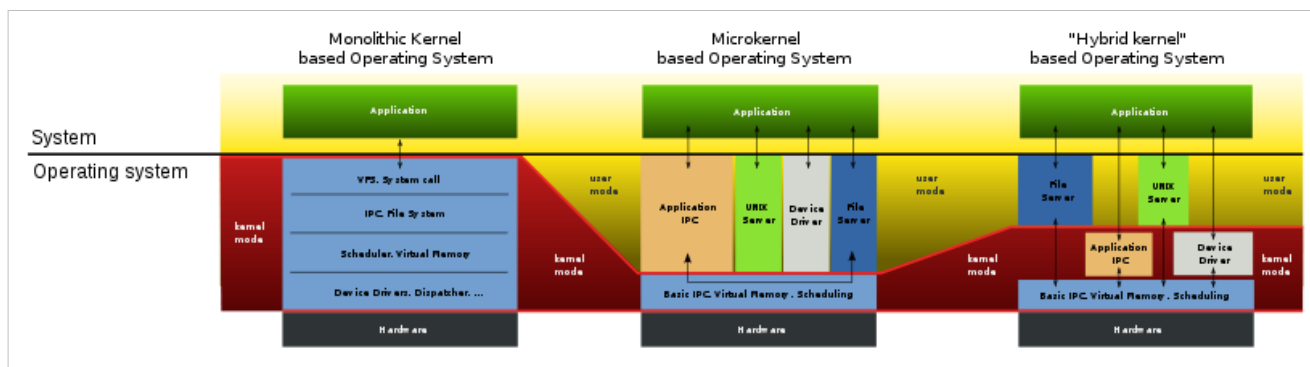 Monolithic Kernel
based Operating System
Microkernel
based Operating System
"Hybrid kernel"
based Operating System
Application
Application
Application
System
Operating system
kernel
mode
VFS, System call
IPC, File System
Scheduler, Virtual Memory
Device Drivers, Dispatcher, ...
Hardware
kernel
mode
user
mode
Application
IPC
UNIX
Server
Device
Driver
File
Server
Basic IPC, Virtual Memory, Scheduling
Hardware
user
mode
kernel
mode
File
Server
UNIX
Server
Application
IPC
Device
Driver
Basic IPC, Virtual Memory, Scheduling
Hardware
user
mode
kernel
mode